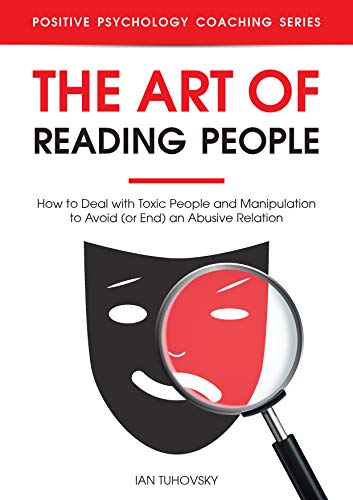 POSITIVE PSYCHOLOGY COACHING SERIES
THE ART OF
READING PEOPLE
How to Deal with Toxic People and Manipulation
to Avoid (or End) an Abusive Relation
IAN TUHOVSKY